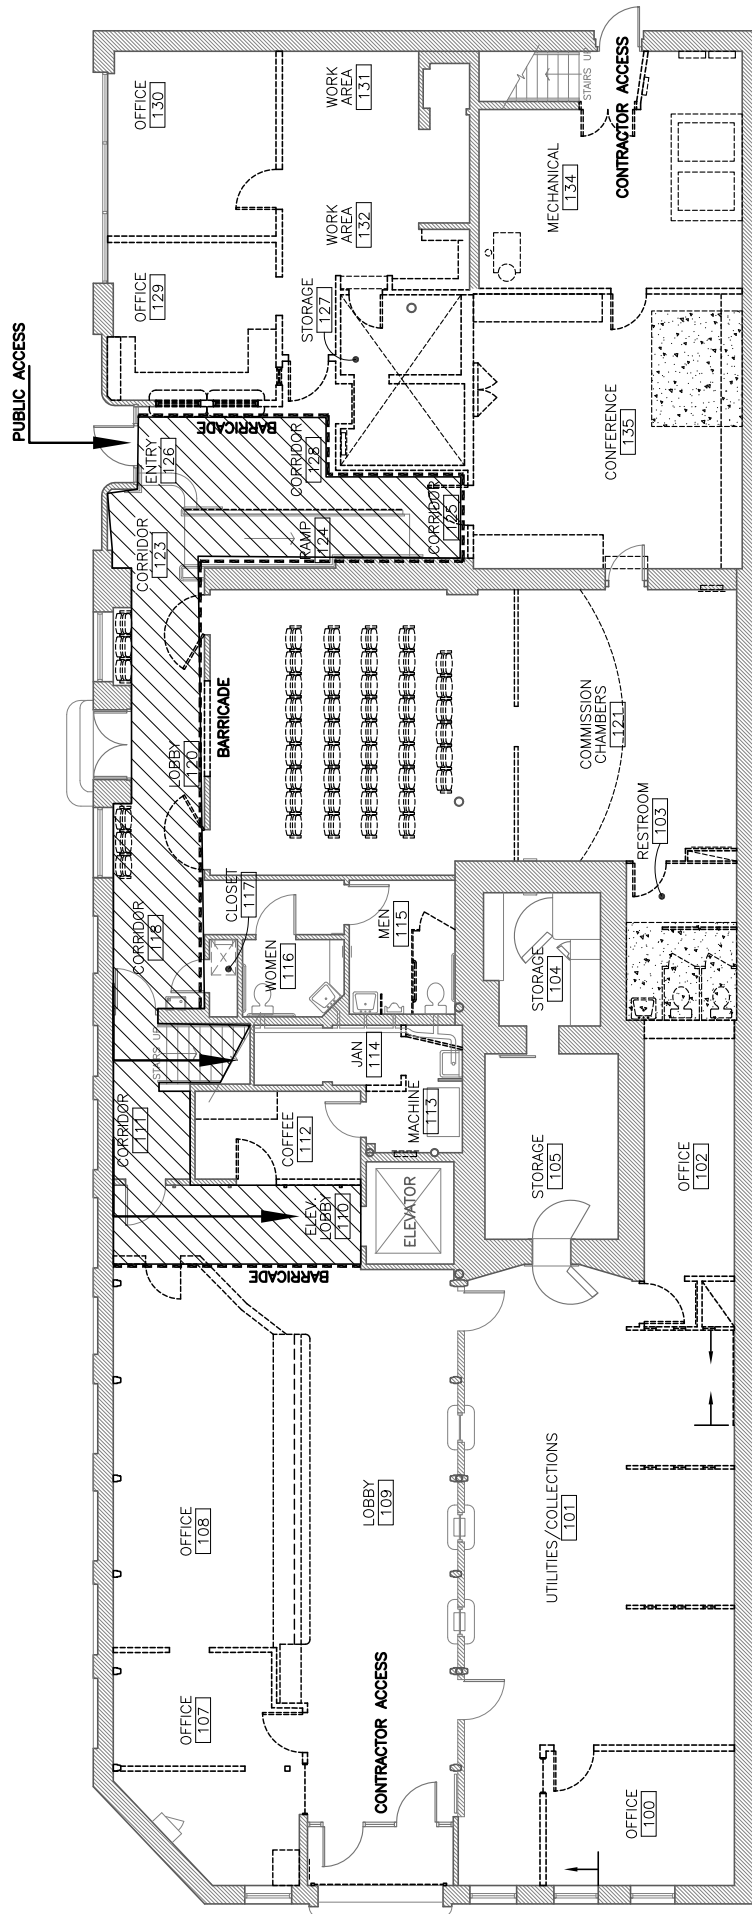 OFFICE
130
WORK
AREA
131
STAIRS UP
CONTRACTOR ACCESS
MECHANICAL
134
WORK
AREA
132
OFFICE
129
STORAGE
127
PUBLIC ACCESS
BARRICADE
ENTRY
126
CORRIDOR
128
CORRIDOR
125
CONFERENCE
135
CORRIDOR
123
RAMP
124
LOBBY
120
BARRICADE
COMMISSION
CHAMBERS
121
RESTROOM
103
CORRIDOR
118
CLOSET
117
WOMEN
116
MEN
115
STORAGE
104
STAIRS UP
JAN
114
CORRIDOR
111
COFFEE
112
MACHINE
113
STORAGE
105
OFFICE
102
ELEV.
LOBBY
110
ELEVATOR
BARRICADE
OFFICE
108
LOBBY
109
UTILITIES/COLLECTIONS
101
OFFICE
107
CONTRACTOR ACCESS
OFFICE
100